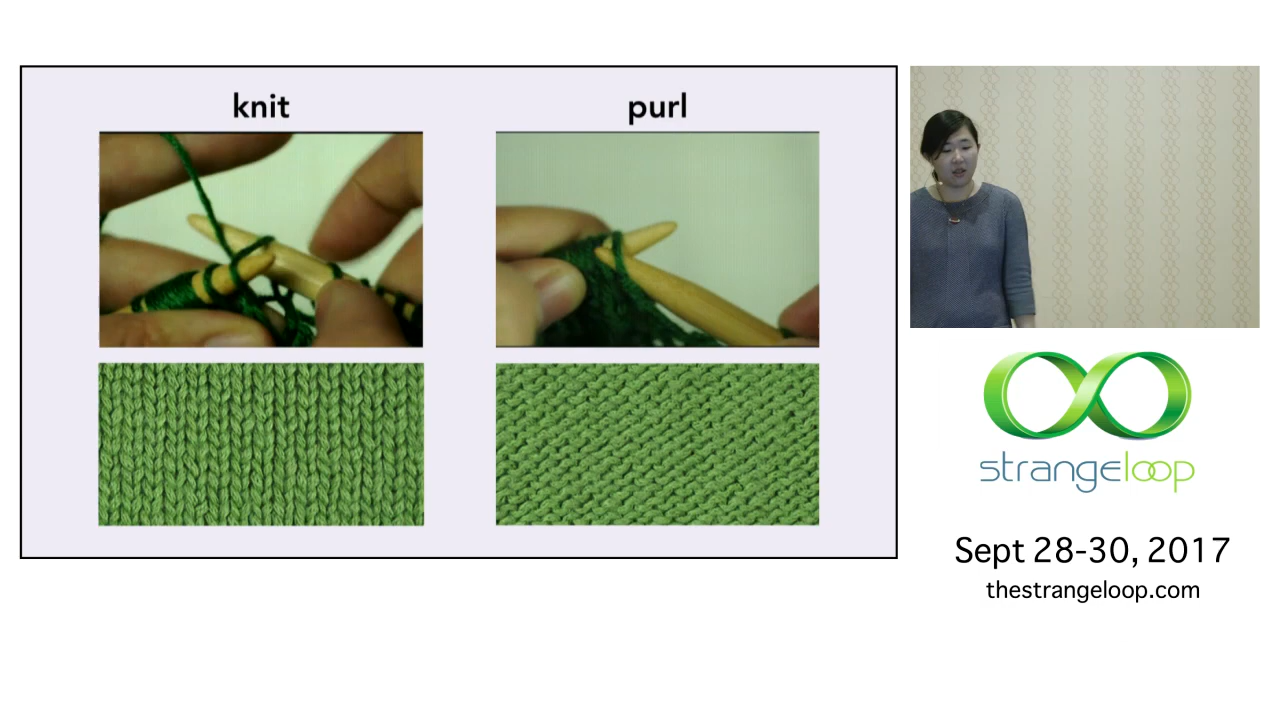 knit
purl
strangeloop
Sept 28-30, 2017
thestrangeloop.com